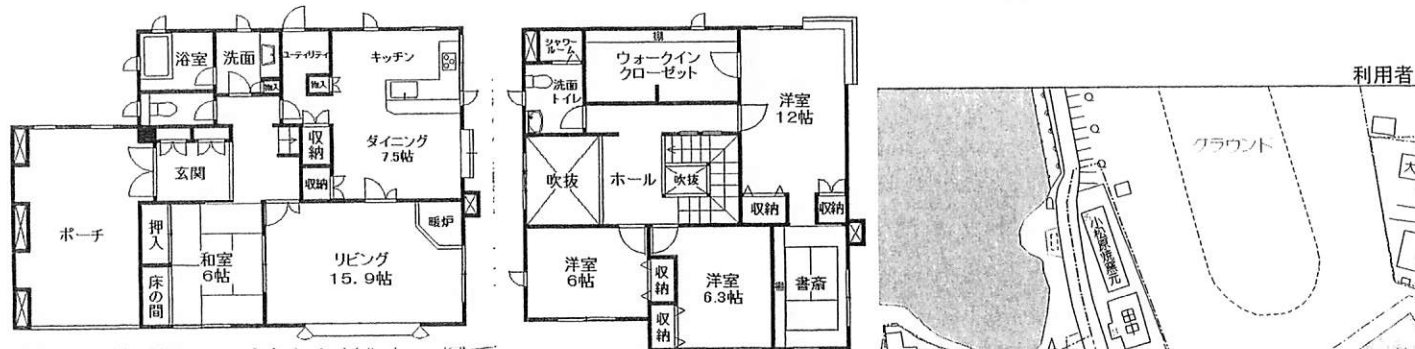 浴室
洗面
ユーティリティ
キッチン
物入
物入
ダイニング
7.5帖
収納
収納
玄関
ポーチ
押入
床の間
和室
6帖
リビング
15.9帖
暖炉
シャワー
ルーム
棚
ウォークイン
クローゼット
洗面
トイレ
洋室
12帖
吹抜
ホール
吹抜
収納
収納
洋室
6帖
収納
収納
洋室
6.3帖
書斎
利用者
グラウンド
小松原焼窯元
大